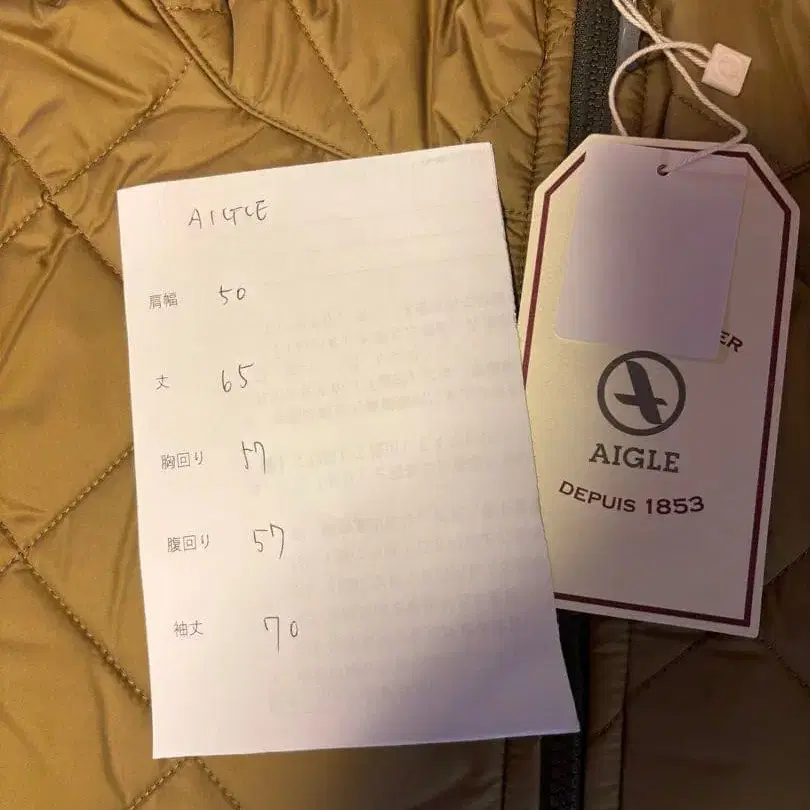 AIGLE
肩幅 50
丈 65
胸回り 57
腹回り 57
袖丈 70
ER
AIGLE
DEPUIS 1853